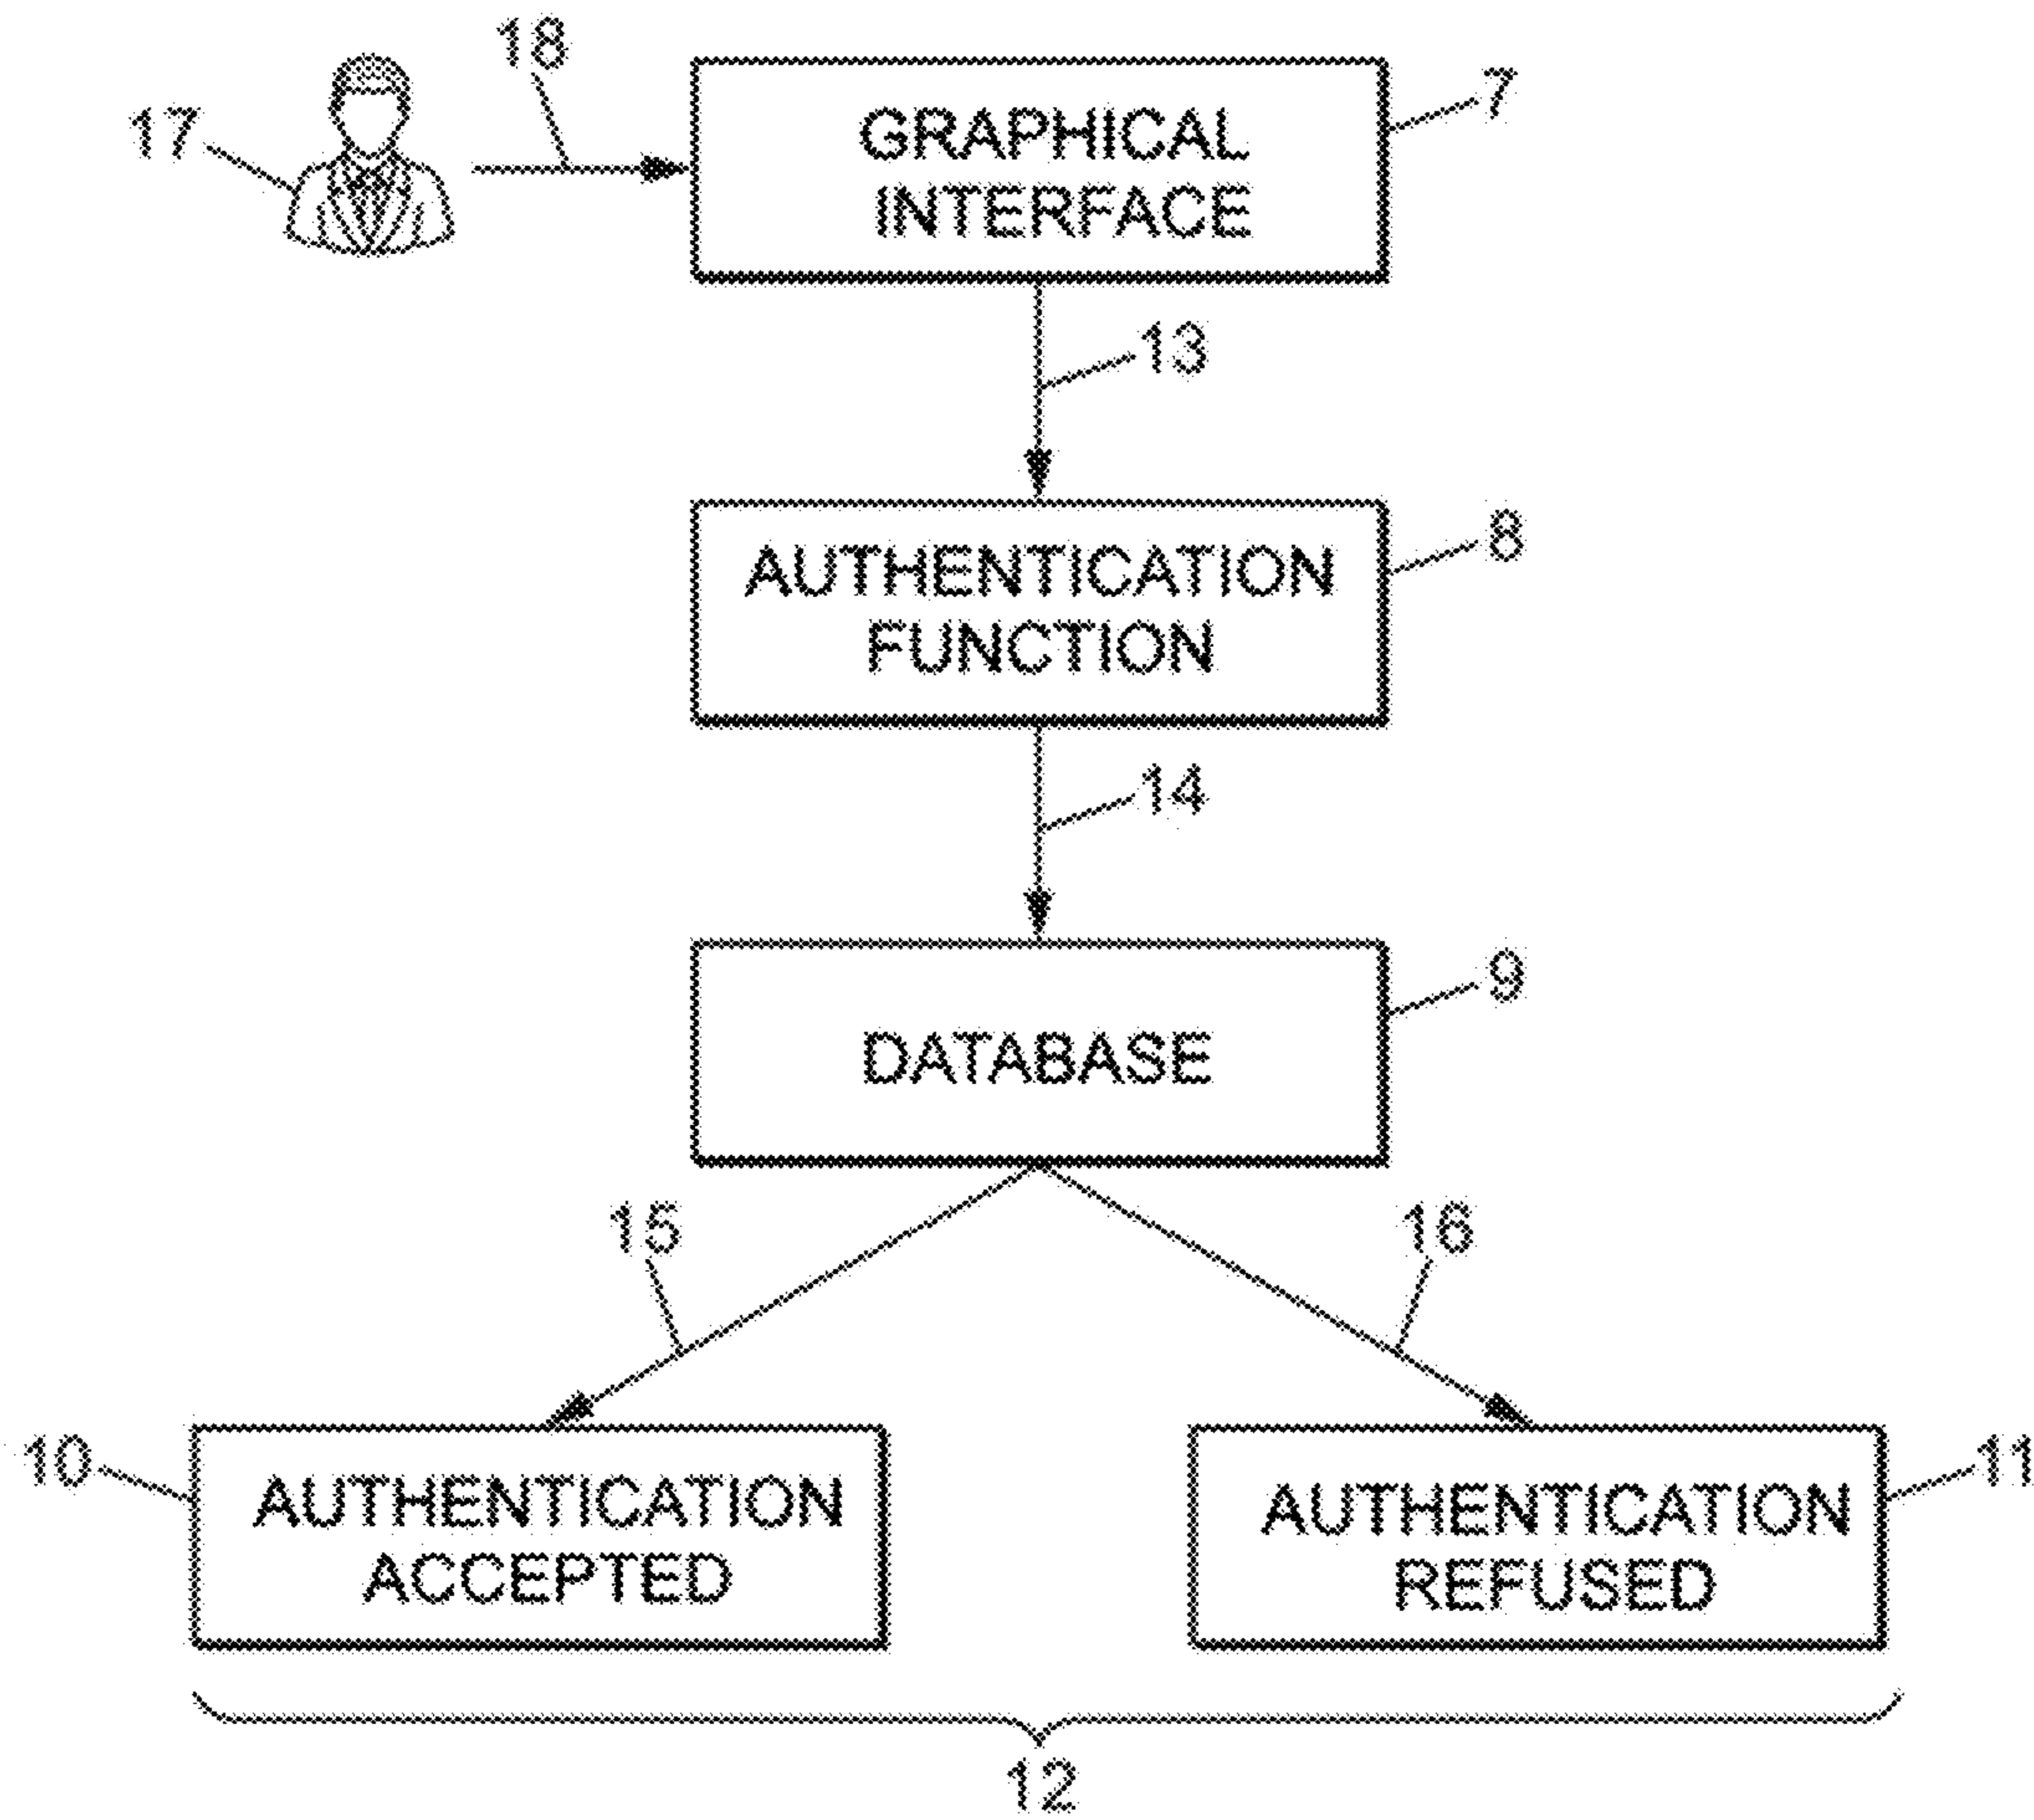 18
17
GRAPHICAL
INTERFACE
7
13
AUTHENTICATION
FUNCTION
8
14
DATABASE
9
15
16
10
AUTHENTICATION
ACCEPTED
AUTHENTICATION
REFUSED
11
12